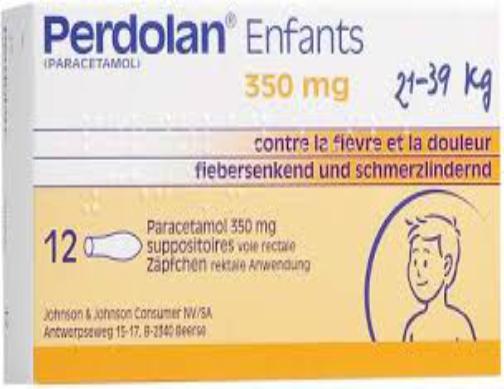 Perdolan® Enfants
(PARACETAMOL)
350 mg
21-39 Kg
contre la fièvre et la douleur
fiebersenkend und schmerzlindernd
12
Paracetamol 350 mg
suppositoires voie rectale
Zäpfchen rektale Anwendung
Johnson & Johnson Consumer NV/SA
Antwerpseweg 15-17, B-2340 Beerse